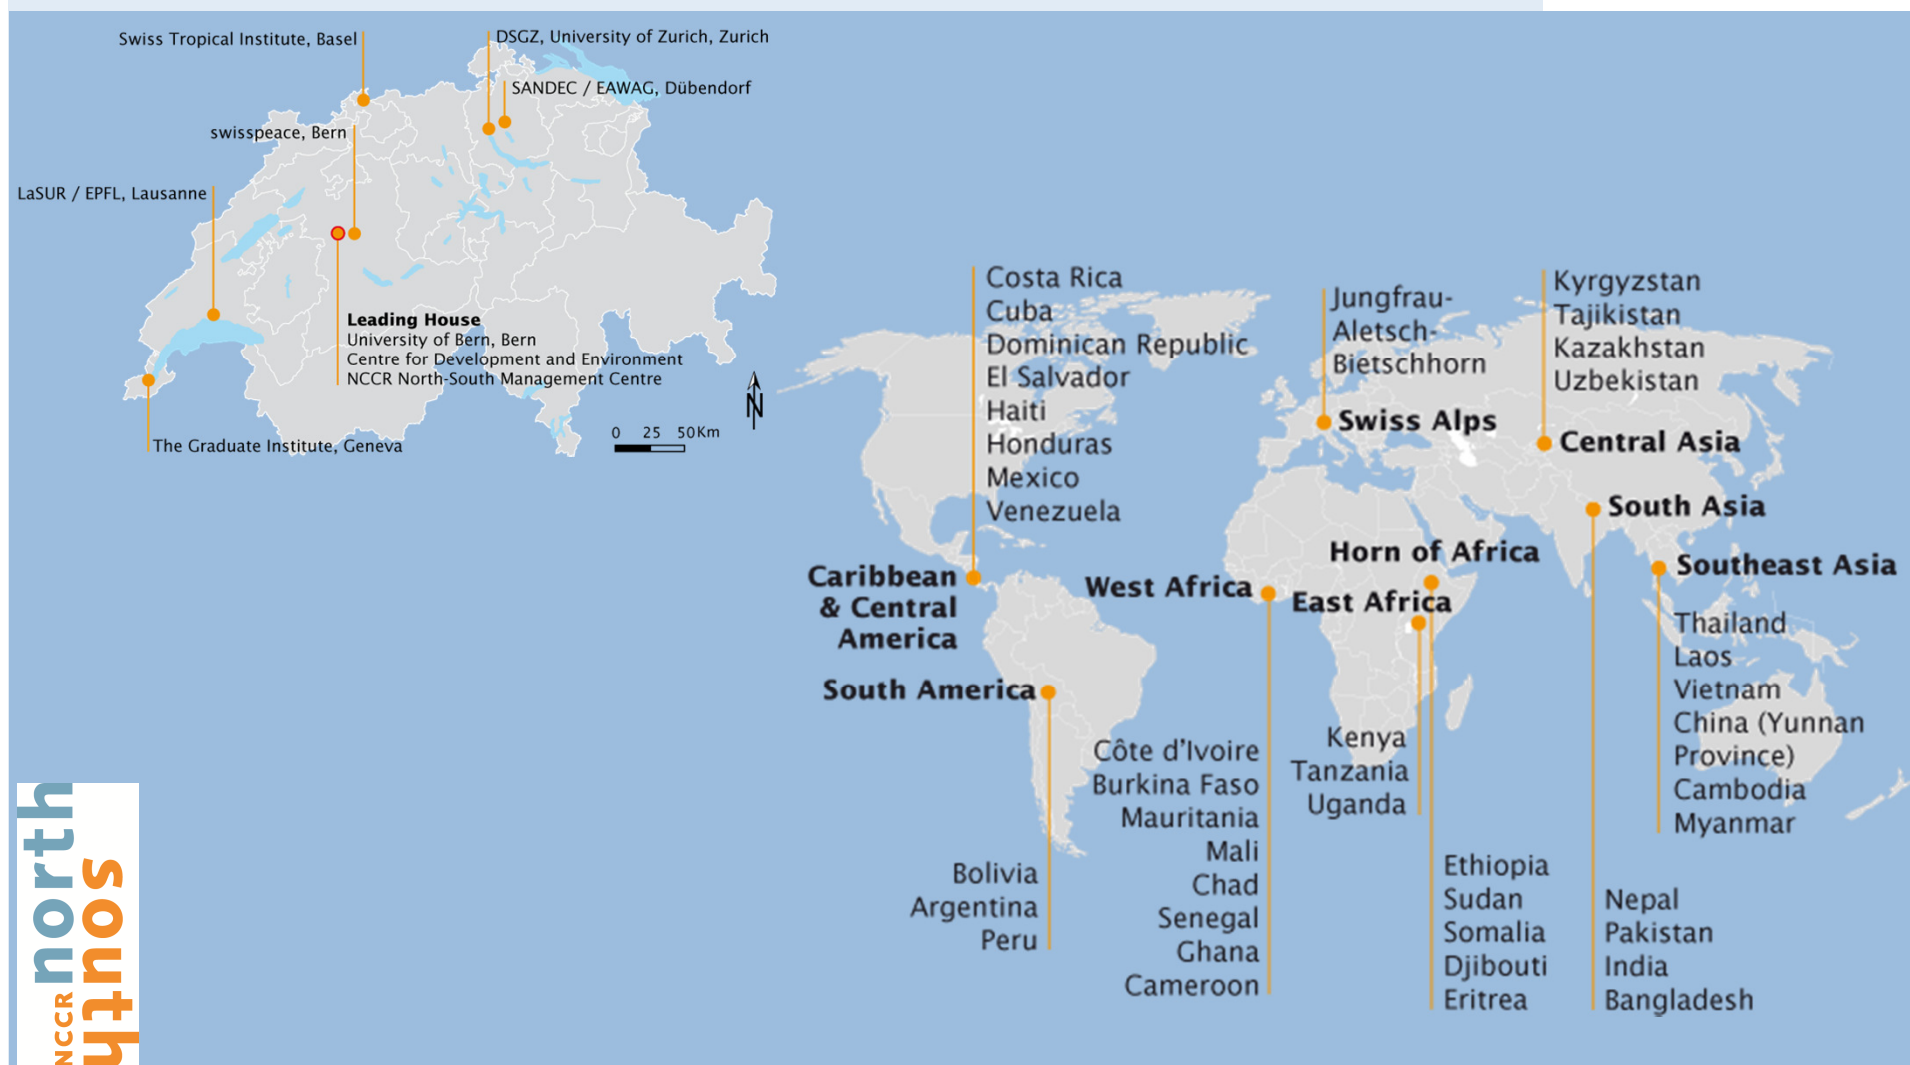 Swiss Tropical Institute, Basel
DSGZ, University of Zurich, Zurich
SANDEC / EAWAG, Dübendorf
swisspeace, Bern
LaSUR / EPFL, Lausanne
Leading House
University of Bern, Bern
Centre for Development and Environment
NCCR North-South Management Centre
The Graduate Institute, Geneva
N
0 25 50Km
Costa Rica
Cuba
Dominican Republic
El Salvador
Haiti
Honduras
Mexico
Venezuela
Caribbean
& Central
America
South America
Bolivia
Argentina
Peru
Jungfrau-
Aletsch-
Bietschhorn
Swiss Alps
Kyrgyzstan
Tajikistan
Kazakhstan
Uzbekistan
Central Asia
South Asia
Nepal
Pakistan
India
Bangladesh
Southeast Asia
Thailand
Laos
Vietnam
China (Yunnan
Province)
Cambodia
Myanmar
Horn of Africa
Ethiopia
Sudan
Somalia
Djibouti
Eritrea
East Africa
Kenya
Tanzania
Uganda
West Africa
Côte d’Ivoire
Burkina Faso
Mauritania
Mali
Chad
Senegal
Ghana
Cameroon
NCCR north
south